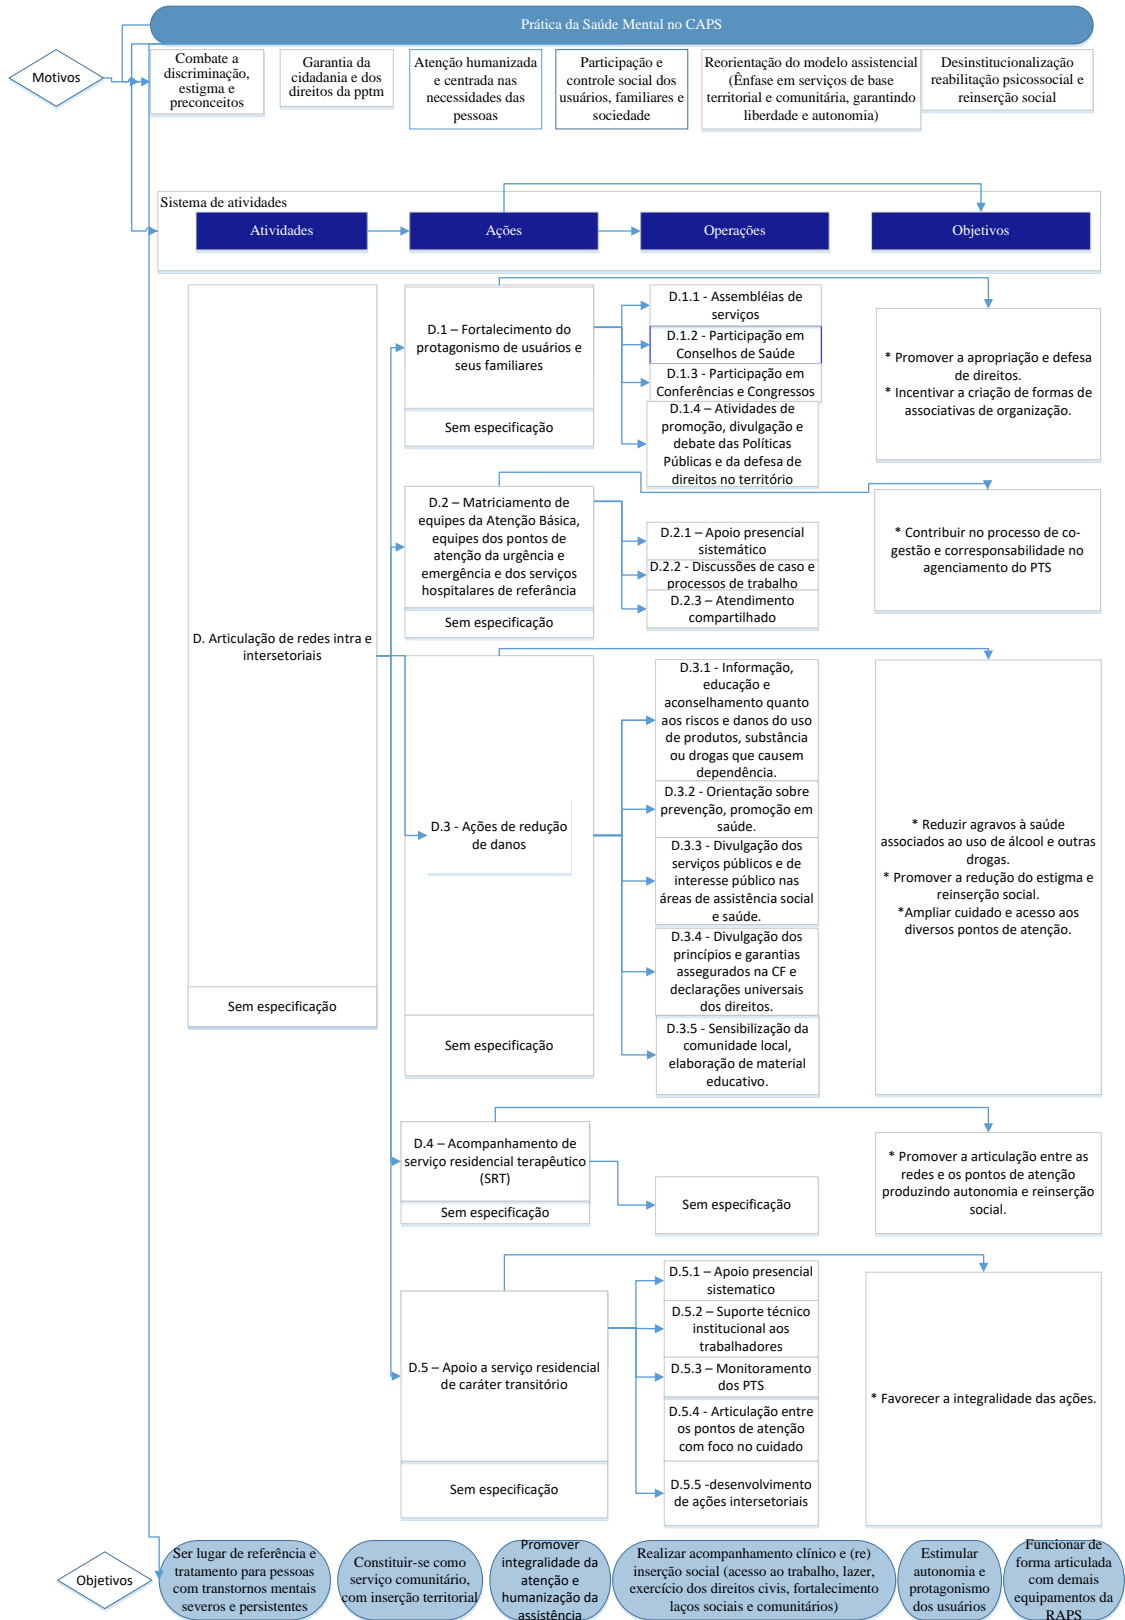 Prática da Saúde Mental no CAPS
Motivos
Combate a
discriminação,
estigma e
preconceitos
Garantia da
cidadania e dos
direitos da pptm
Atenção humanizada
e centrada nas
necessidades das
pessoas
Participação e
controle social dos
usuários, familiares e
sociedade
Reorientação do modelo assistencial
(Ênfase em serviços de base
territorial e comunitária, garantindo
liberdade e autonomia)
Desinstitucionalização
reabilitação psicossocial e
reinserção social
Sistema de atividades
Atividades
Ações
Operações
Objetivos
D. Articulação de redes intra e
intersetoriais
Sem especificação
D.1 – Fortalecimento do
protagonismo de usuários e
seus familiares
Sem especificação
D.1.1 - Assembléias de
serviços
D.1.2 - Participação em
Conselhos de Saúde
D.1.3 - Participação em
Conferências e Congressos
D.1.4 – Atividades de
promoção, divulgação e
debate das Políticas
Públicas e da defesa de
direitos no território
* Promover a apropriação e defesa
de direitos.
* Incentivar a criação de formas de
associativas de organização.
D.2 – Matriciamento de
equipes da Atenção Básica,
equipes dos pontos de
atenção da urgência e
emergência e dos serviços
hospitalares de referância
Sem especificação
D.2.1 – Apoio presencial
sistemático
D.2.2 - Discussões de caso e
processos de trabalho
D.2.3 – Atendimento
compartilhado
* Contribuir no processo de co-
gestão e corresponsabilidade no
agenciamento do PTS
D.3 - Ações de redução
de danos
Sem especificação
D.3.1 - Informação,
educação e
aconselhamento quanto
aos riscos e danos do uso
de produtos, substância
ou drogas que causem
dependência.
D.3.2 - Orientação sobre
prevenção, promoção em
saúde.
D.3.3 - Divulgação dos
serviços públicos e de
interesse público nas
áreas de assistência social
e saúde.
D.3.4 - Divulgação dos
princípios e garantias
assegurados na CF e
declarações universais
dos direitos.
D.3.5 - Sensibilização da
comunidade local,
elaboração de material
educativo.
* Reduzir agravos à saúde
associados ao uso de álcool e outras
drogas.
* Promover a redução do estigma e
reinserção social.
*Ampliar cuidado e acesso aos
diversos pontos de atenção.
D.4 – Acompanhamento de
serviço residencial terapêutico
(SRT)
Sem especificação
Sem especificação
* Promover a articulação entre as
redes e os pontos de atenção
produzindo autonomia e reinserção
social.
D.5 – Apoio a serviço residencial
de caráter transitório
Sem especificação
D.5.1 – Apoio presencial
sistematico
D.5.2 – Suporte técnico
institucional aos
trabalhadores
D.5.3 – Monitoramento
dos PTS
D.5.4 - Articulação entre
os pontos de atenção
com foco no cuidado
D.5.5 -desenvolvimento
de ações intersetoriais
* Favorecer a integralidade das ações.
Objetivos
Ser lugar de referência e
tratamento para pessoas
com transtornos mentais
severos e persistentes
Constituir-se como
serviço comunitário,
com inserção territorial
Promover
integralidade da
atenção e
humanização da
assistência
Realizar acompanhamento clínico e (re)
inserção social (acesso ao trabalho, lazer,
exercício dos direitos civis, fortalecimento
laços sociais e comunitários)
Estimular
autonomia e
protagonismo
dos usuários
Funcionar de
forma articulada
com demais
equipamentos da
RAPS